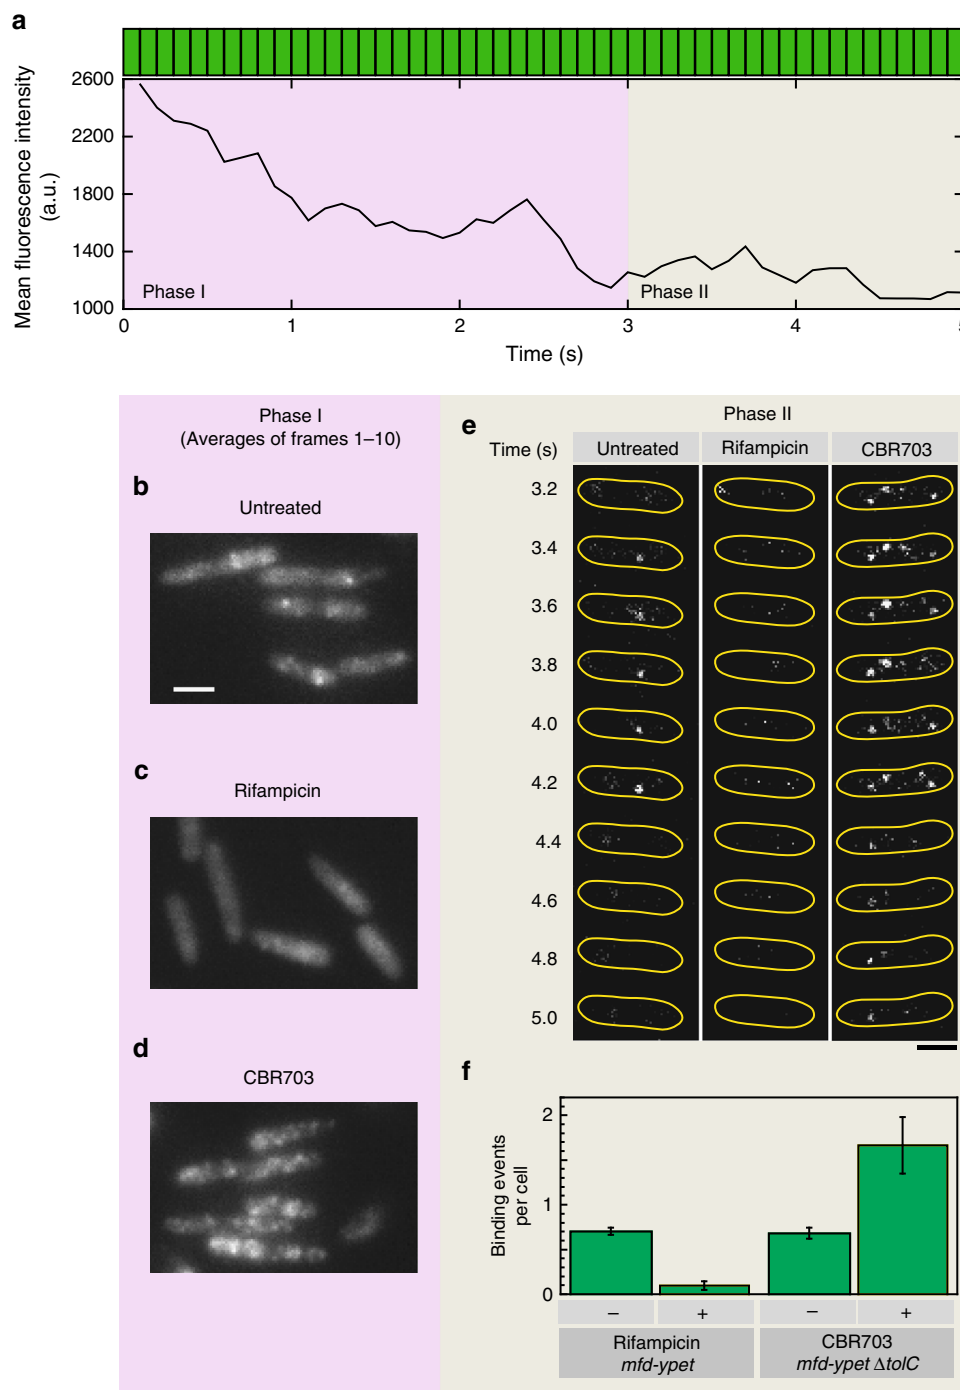 a
Mean fluorescence intensity
(a.u.)
2600
2200
1800
1400
1000
Phase I
Phase II
0
1
2
3
4
5
Time (s)
Phase I
(Averages of frames 1–10)
b
Untreated
c
Rifampicin
d
CBR703
e
Phase II
Time (s)
Untreated
Rifampicin
CBR703
3.2
3.4
3.6
3.8
4.0
4.2
4.4
4.6
4.8
5.0
f
Binding events
per cell
2
1
0
–
+
–
+
Rifampicin
mfd-ypet
CBR703
mfd-ypet ΔtolC